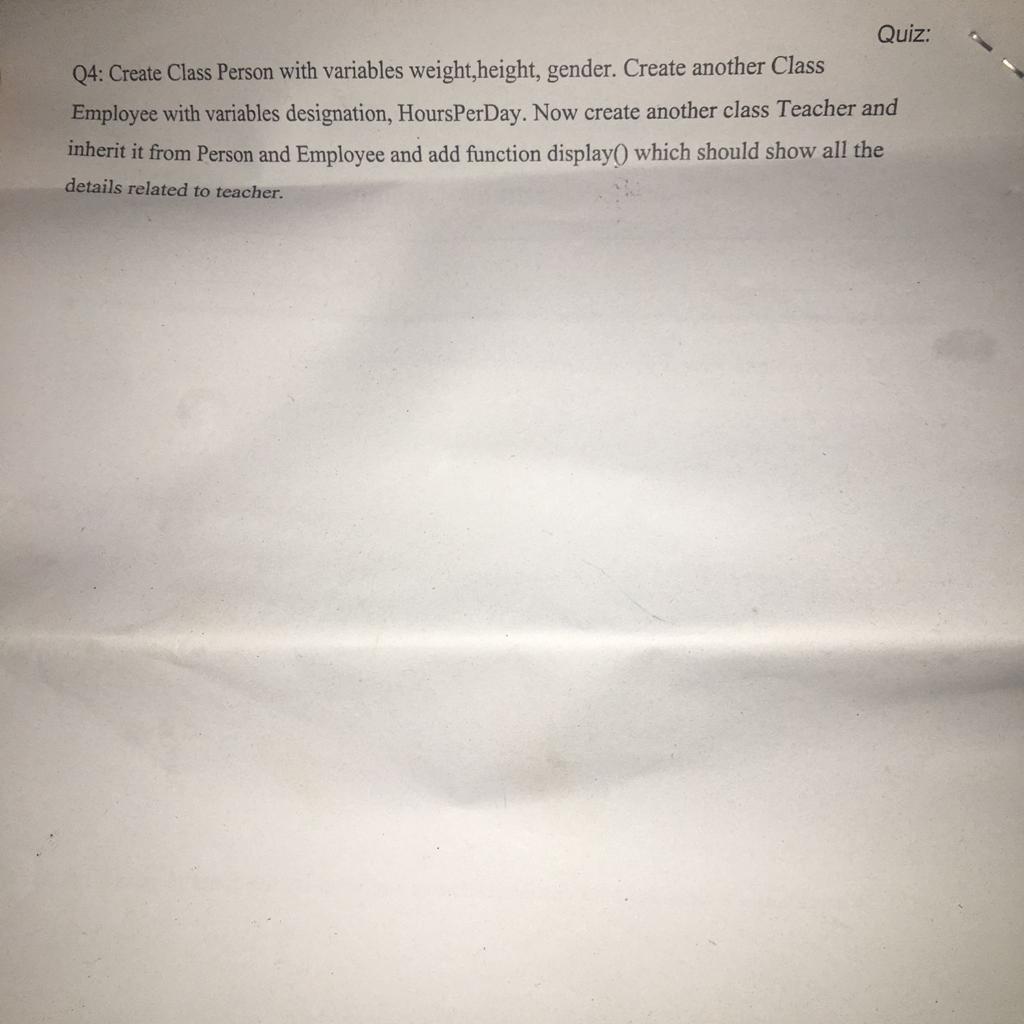 Quiz:
Q4: Create Class Person with variables weight,height, gender. Create another Class
Employee with variables designation, HoursPerDay. Now create another class Teacher and
inherit it from Person and Employee and add function display() which should show all the
details related to teacher.